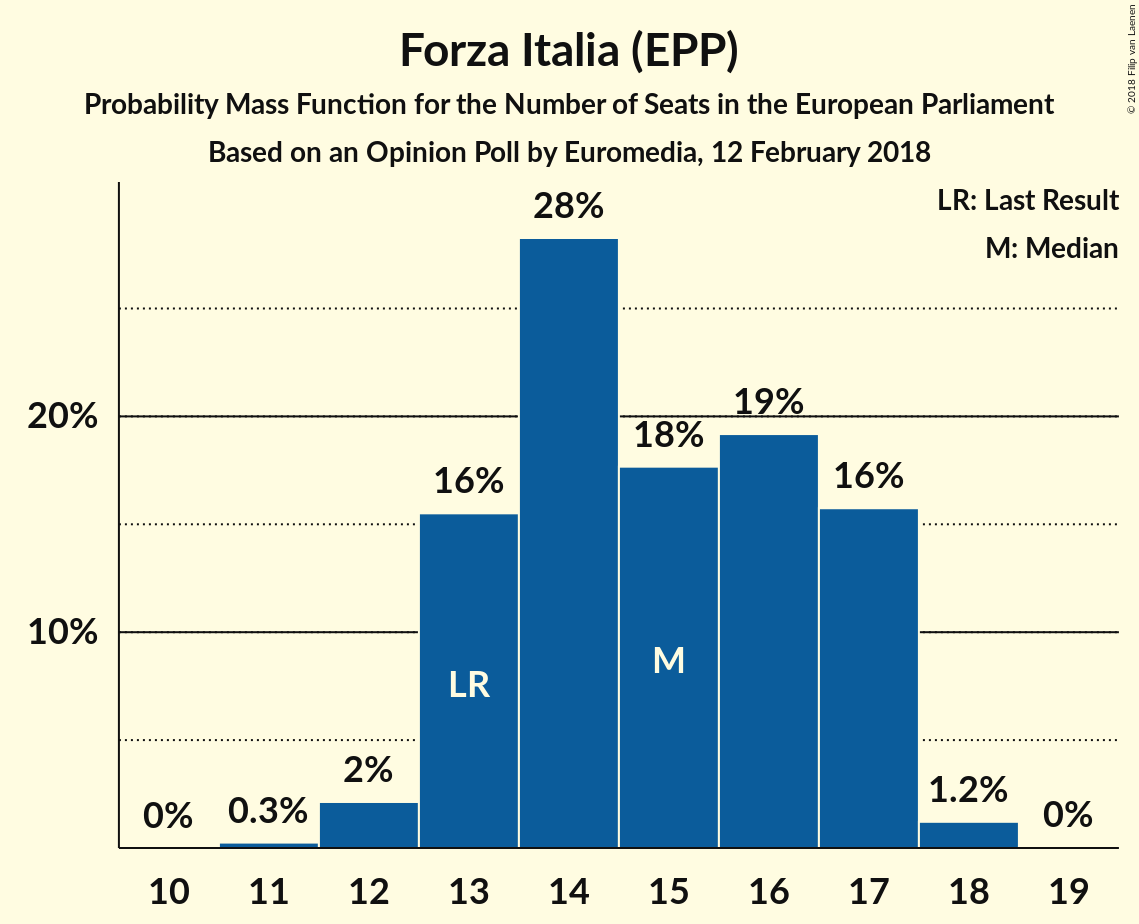 Forza Italia (EPP)
Probability Mass Function for the Number of Seats in the European Parliament
Based on an Opinion Poll by Euromedia, 12 February 2018
© 2018 Filip van Laenen
LR: Last Result
M: Median
28%
20%
19%
18%
16%
16%
10%
M
LR
2%
1.2%
0.3%
0%
0%
10 11 12 13 14 15 16 17 18 19